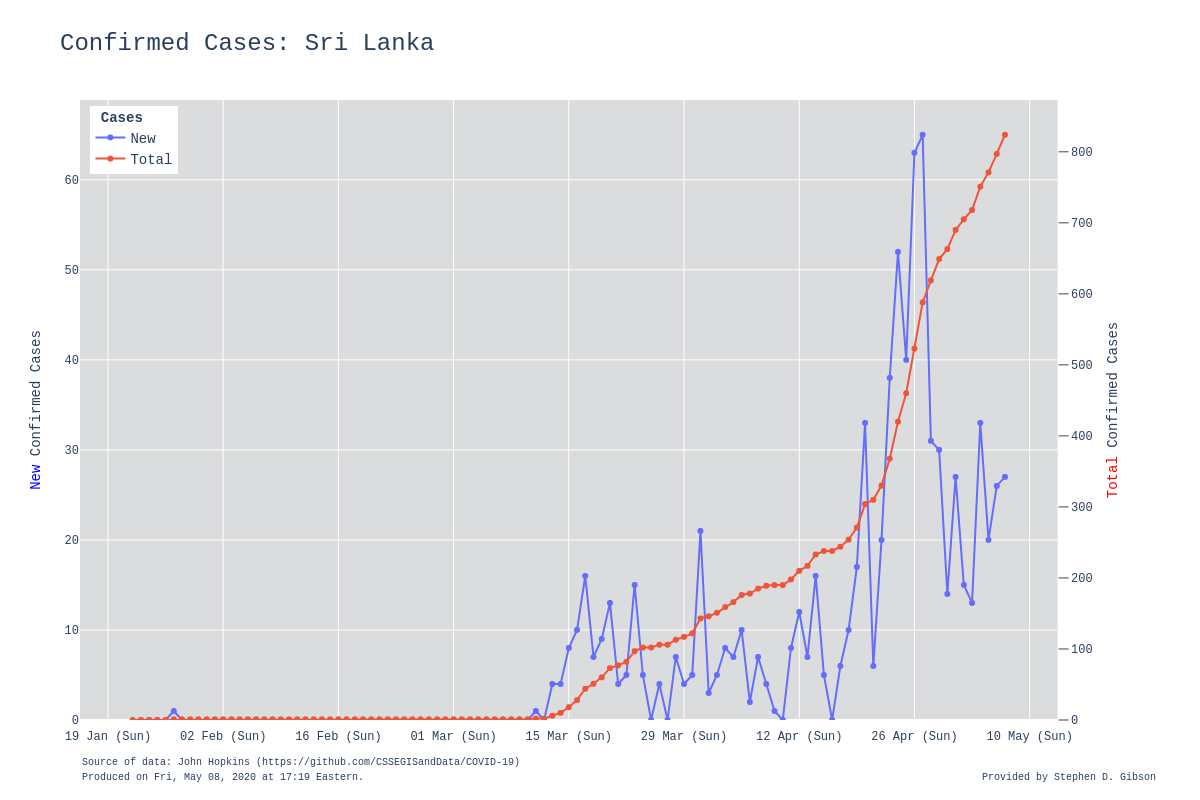 Confirmed Cases: Sri Lanka
Cases
New
Total
60
50
40
30
20
10
0
800
700
600
500
400
300
200
100
0
New Confirmed Cases
Total Confirmed Cases
19 Jan (Sun) 02 Feb (Sun) 16 Feb (Sun) 01 Mar (Sun) 15 Mar (Sun) 29 Mar (Sun) 12 Apr (Sun) 26 Apr (Sun) 10 May (Sun)
Source of data: John Hopkins (https://github.com/CSSEGISandData/COVID-19)
Produced on Fri, May 08, 2020 at 17:19 Eastern.
Provided by Stephen D. Gibson